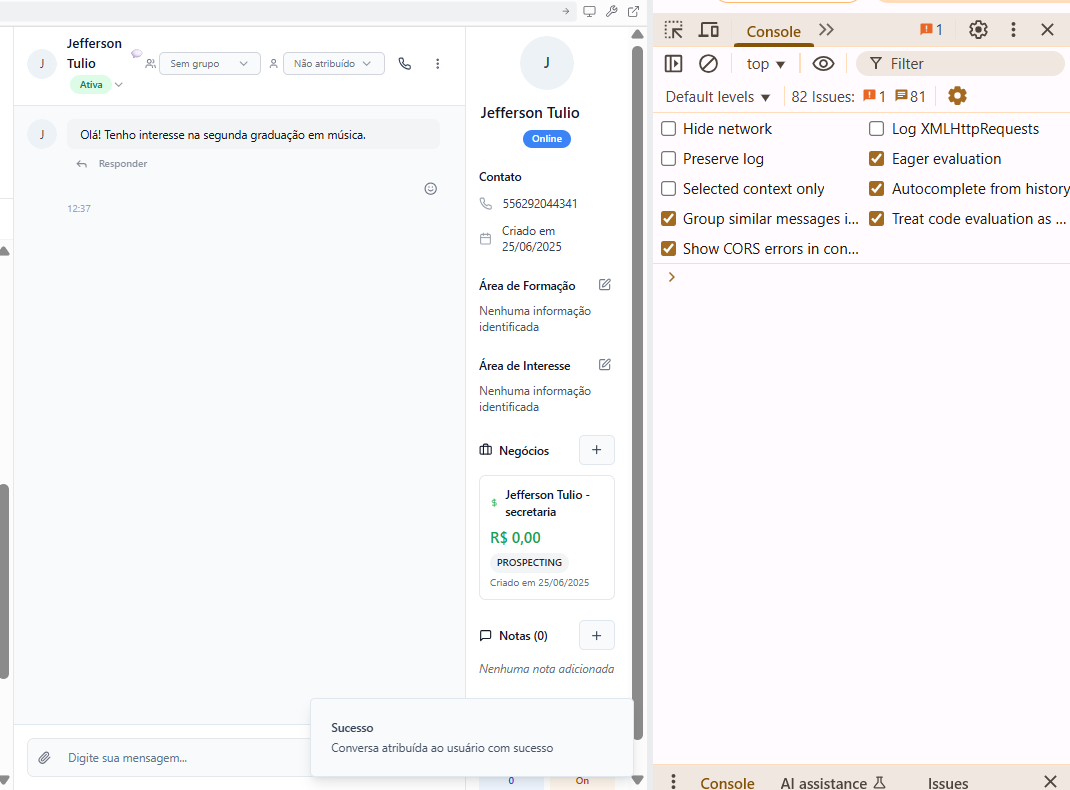 Jefferson
Tulio
Sem grupo
Não atribuído
Ativa
J
J
Olá! Tenho interesse na segunda graduação em música.
Responder
12:37
Digite sua mensagem...
J
Jefferson Tulio
Online
Contato
556292044341
Criado em
25/06/2025
Área de Formação
Nenhuma informação
identificada
Área de Interesse
Nenhuma informação
identificada
Negócios
+
$
Jefferson Tulio -
secretaria
R$ 0,00
PROSPECTING
Criado em 25/06/2025
Notas (0)
+
Nenhuma nota adicionada
Sucesso
Conversa atribuída ao usuário com sucesso
0
On
Console
1
top
Filter
Default levels
82 Issues:
1
81
Hide network
Log XMLHttpRequests
Preserve log
Eager evaluation
Selected context only
Autocomplete from history
Group similar messages i...
Treat code evaluation as ...
Show CORS errors in con...
Console
AI assistance
Issues